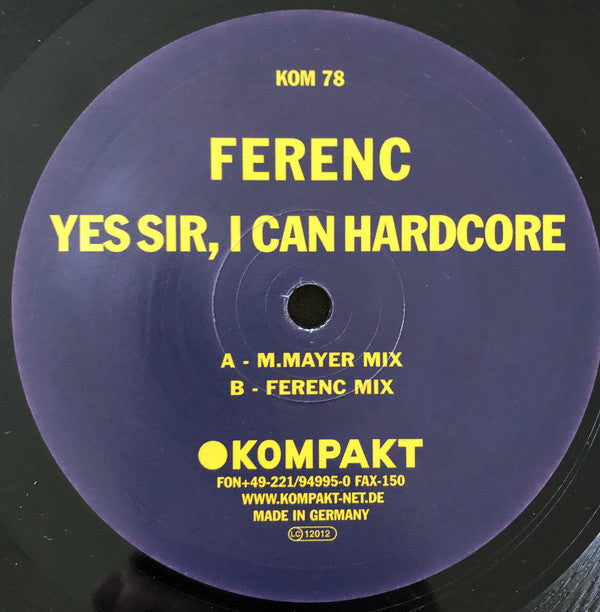 KOM 78
FERENC
YES SIR, I CAN HARDCORE
A - M.MAYER MIX
B - FERENC MIX
KOMPAKT
FON+49-221/94995-0 FAX-150
WWW.KOMPAKT-NET.DE
MADE IN GERMANY
LC 12012